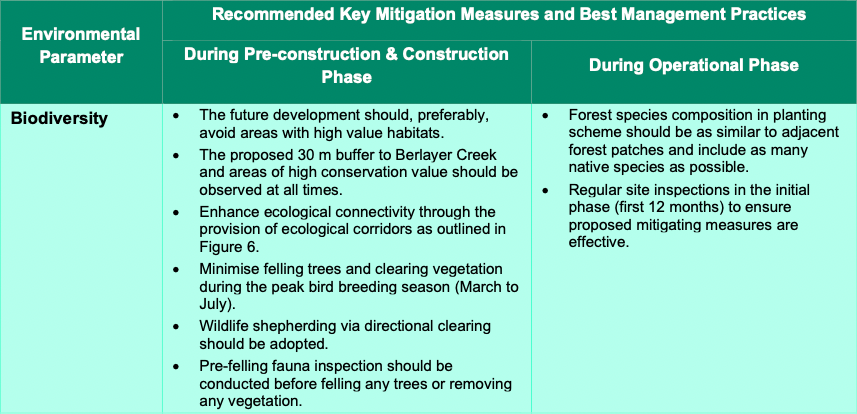 Environmental
Parameter
Recommended Key Mitigation Measures and Best Management Practices
During Pre-construction & Construction
Phase
During Operational Phase
Biodiversity
• The future development should, preferably,
avoid areas with high value habitats.
• The proposed 30 m buffer to Berlayer Creek
and areas of high conservation value should be
observed at all times.
• Enhance ecological connectivity through the
provision of ecological corridors as outlined in
Figure 6.
• Minimise felling trees and clearing vegetation
during the peak bird breeding season (March to
July).
• Wildlife shepherding via directional clearing
should be adopted.
• Pre-felling fauna inspection should be
conducted before felling any trees or removing
any vegetation.
• Forest species composition in planting
scheme should be as similar to adjacent
forest patches and include as many
native species as possible.
• Regular site inspections in the initial
phase (first 12 months) to ensure
proposed mitigating measures are
effective.